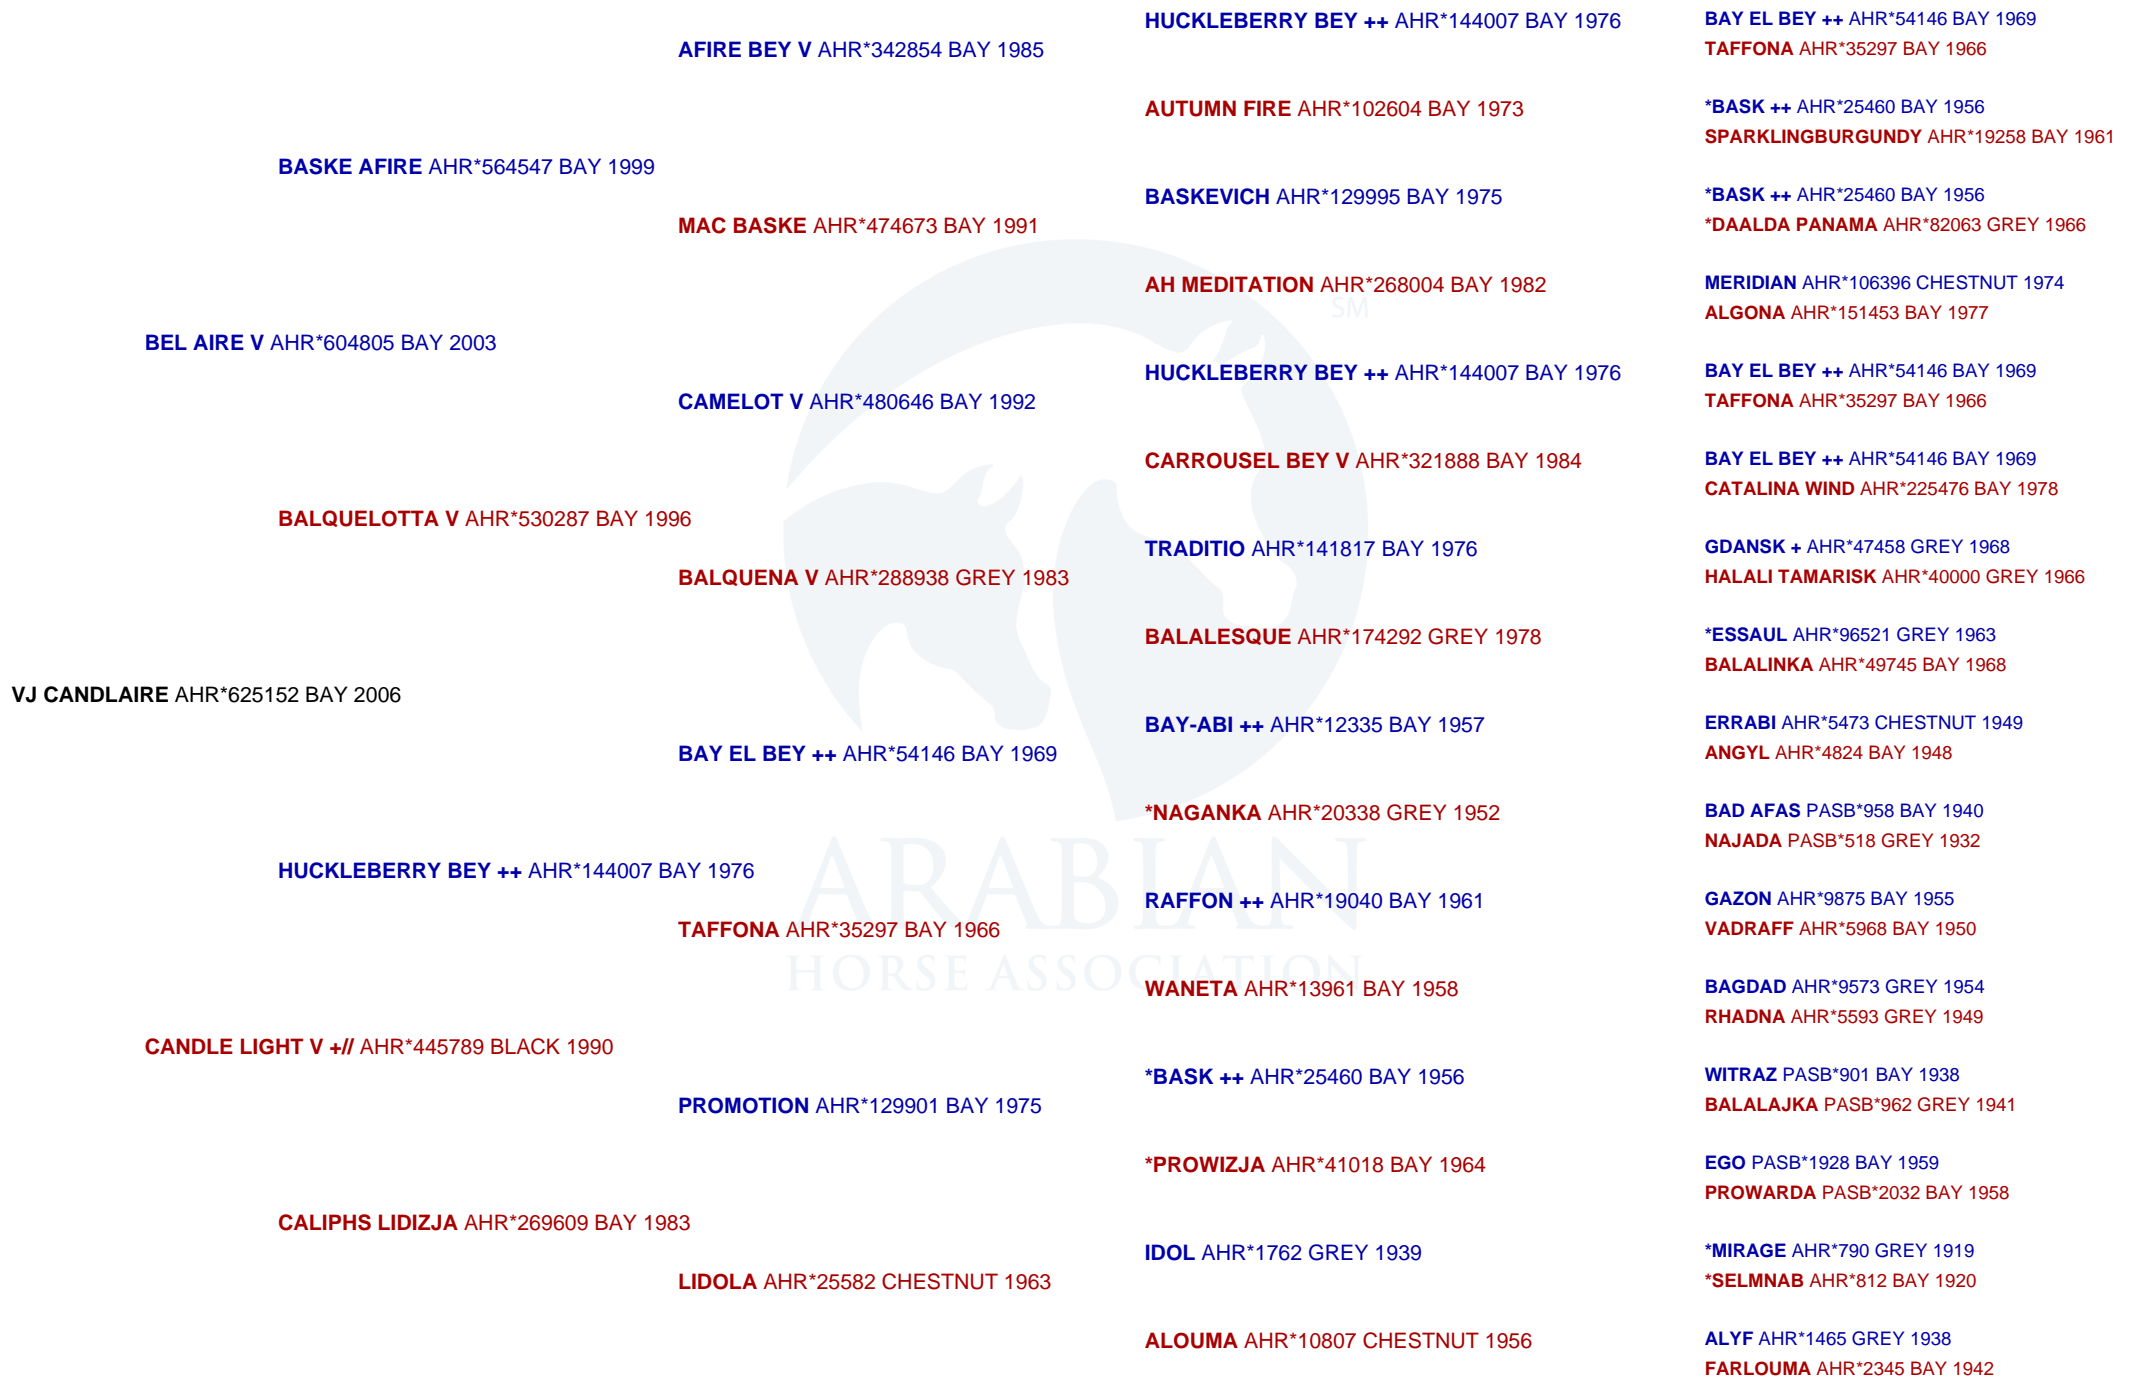 HUCKLEBERRY BEY ++ AHR*144007 BAY 1976
BAY EL BEY ++ AHR*54146 BAY 1969
AFIRE BEY V AHR*342854 BAY 1985
TAFFONA AHR*35297 BAY 1966
AUTUMN FIRE AHR*102604 BAY 1973
*BASK ++ AHR*25460 BAY 1956
SPARKLINGBURGUNDY AHR*19258 BAY 1961
BASKE AFIRE AHR*564547 BAY 1999
BASKEVICH AHR*129995 BAY 1975
*BASK ++ AHR*25460 BAY 1956
MAC BASKE AHR*474673 BAY 1991
*DAALDA PANAMA AHR*82063 GREY 1966
AH MEDITATION AHR*268004 BAY 1982
MERIDIAN AHR*106396 CHESTNUT 1974
SM
ALGONA AHR*151453 BAY 1977
BEL AIRE V AHR*604805 BAY 2003
HUCKLEBERRY BEY ++ AHR*144007 BAY 1976
BAY EL BEY ++ AHR*54146 BAY 1969
CAMELOT V AHR*480646 BAY 1992
TAFFONA AHR*35297 BAY 1966
CARROUSEL BEY V AHR*321888 BAY 1984
BAY EL BEY ++ AHR*54146 BAY 1969
CATALINA WIND AHR*225476 BAY 1978
BALQUELOTTA V AHR*530287 BAY 1996
TRADITIO AHR*141817 BAY 1976
GDANSK + AHR*47458 GREY 1968
BALQUENA V AHR*288938 GREY 1983
HALALI TAMARISK AHR*40000 GREY 1966
BALALESQUE AHR*174292 GREY 1978
*ESSAUL AHR*96521 GREY 1963
BALALINKA AHR*49745 BAY 1968
VJ CANDLAIRE AHR*625152 BAY 2006
BAY-ABI ++ AHR*12335 BAY 1957
ERRABI AHR*5473 CHESTNUT 1949
BAY EL BEY ++ AHR*54146 BAY 1969
ANGYL AHR*4824 BAY 1948
*NAGANKA AHR*20338 GREY 1952
BAD AFAS PASB*958 BAY 1940
NAJADA PASB*518 GREY 1932
ARABIAN
HUCKLEBERRY BEY ++ AHR*144007 BAY 1976
RAFFON ++ AHR*19040 BAY 1961
GAZON AHR*9875 BAY 1955
TAFFONA AHR*35297 BAY 1966
VADRAFF AHR*5968 BAY 1950
HORSE ASSOCIATION
WANETA AHR*13961 BAY 1958
BAGDAD AHR*9573 GREY 1954
RHADNA AHR*5593 GREY 1949
CANDLE LIGHT V +// AHR*445789 BLACK 1990
*BASK ++ AHR*25460 BAY 1956
WITRAZ PASB*901 BAY 1938
PROMOTION AHR*129901 BAY 1975
BALALAJKA PASB*962 GREY 1941
*PROWIZJA AHR*41018 BAY 1964
EGO PASB*1928 BAY 1959
PROWARDA PASB*2032 BAY 1958
CALIPHS LIDIZJA AHR*269609 BAY 1983
IDOL AHR*1762 GREY 1939
*MIRAGE AHR*790 GREY 1919
LIDOLA AHR*25582 CHESTNUT 1963
*SELMNAB AHR*812 BAY 1920
ALOUMA AHR*10807 CHESTNUT 1956
ALYF AHR*1465 GREY 1938
FARLOUMA AHR*2345 BAY 1942